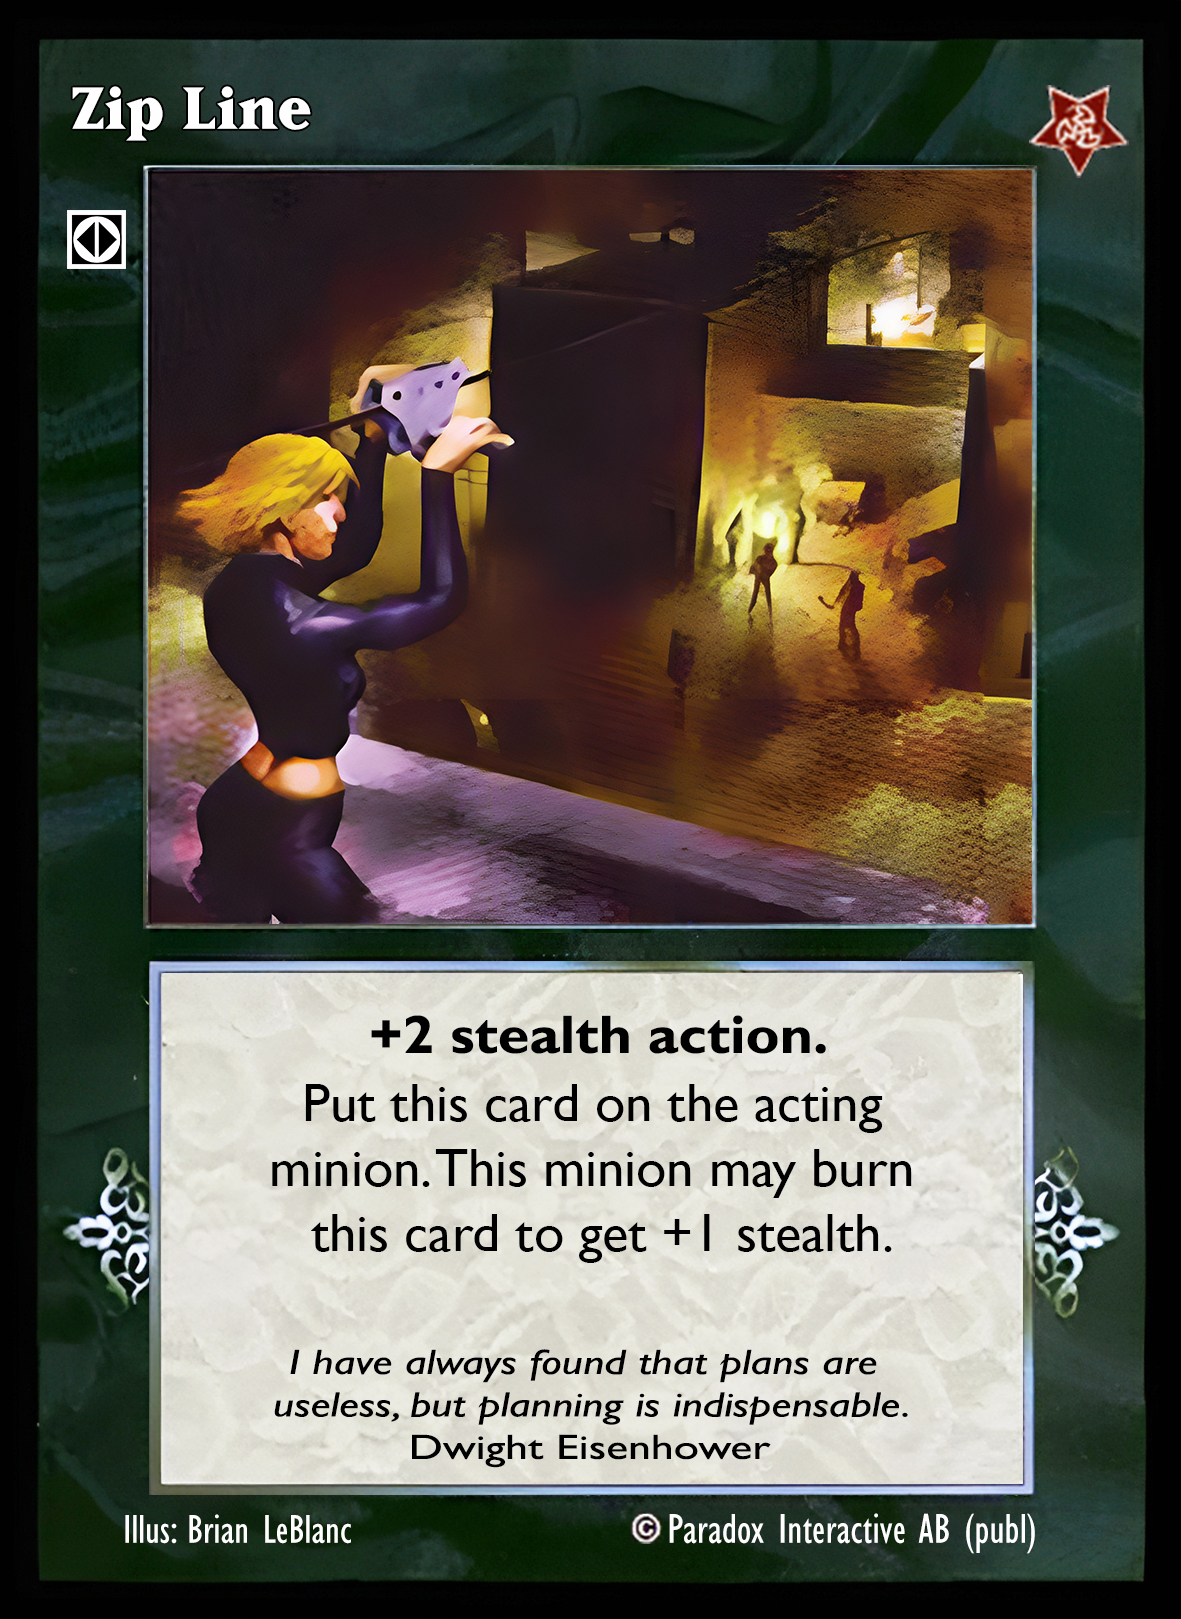 Zip Line
+2 stealth action.
Put this card on the acting
minion. This minion may burn
this card to get +1 stealth.
I have always found that plans are
useless, but planning is indispensable.
Dwight Eisenhower
Illus: Brian LeBlanc
© Paradox Interactive AB (publ)